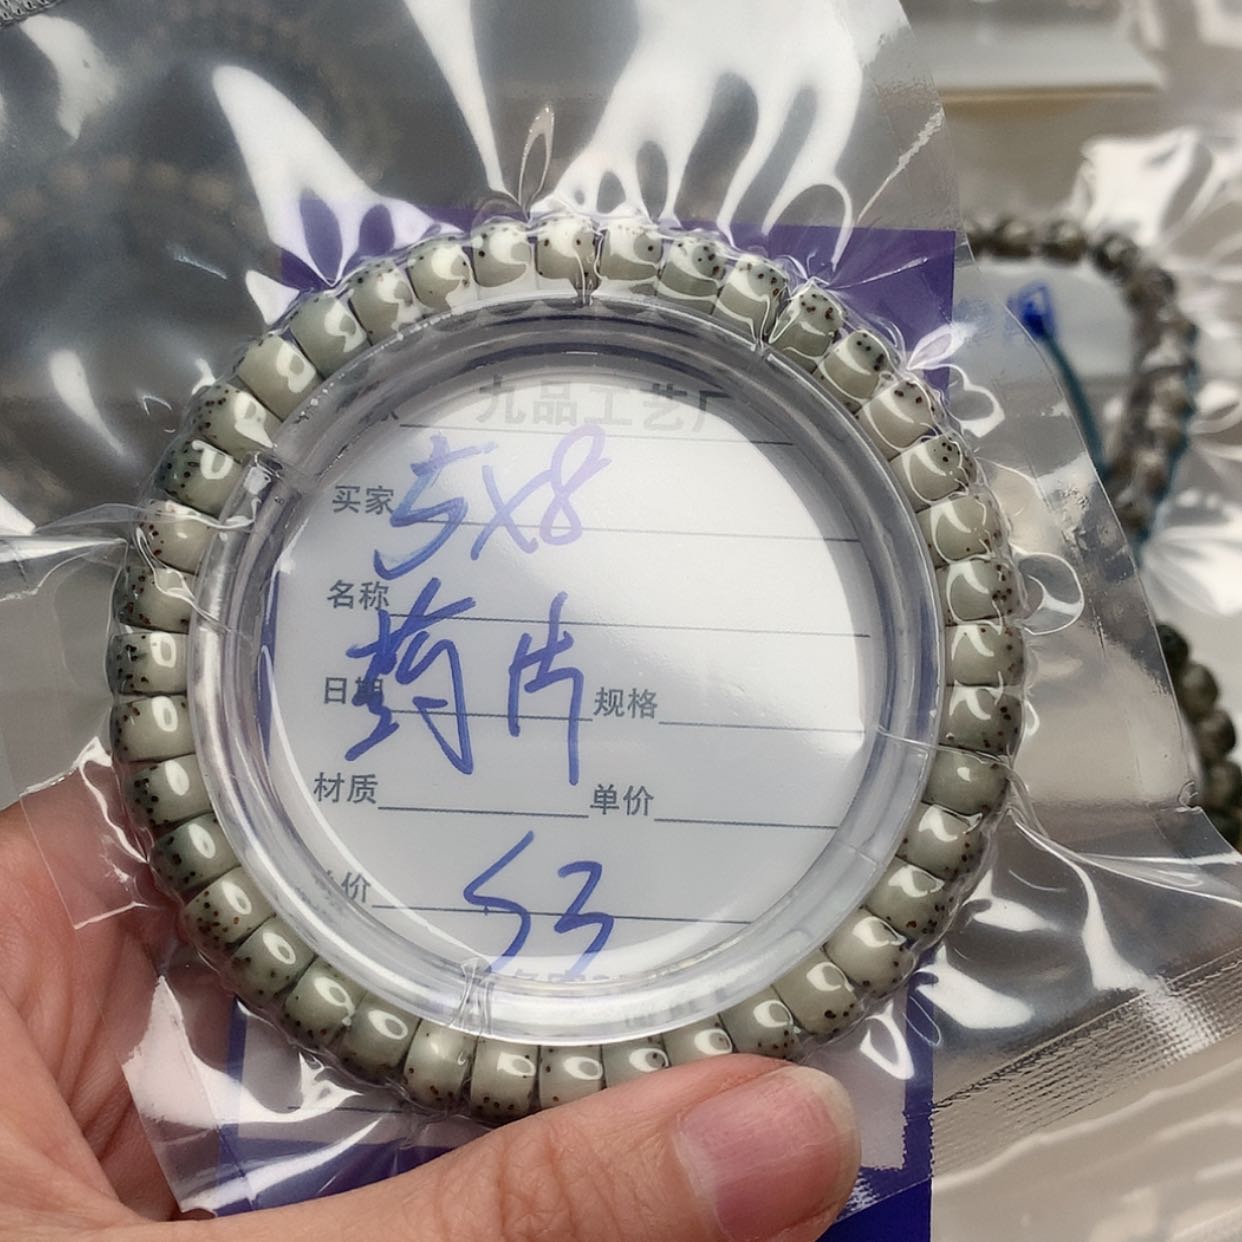 九品工艺厂
买家 5X8
名称
药片
日期 规格
材质 单价
价 S3